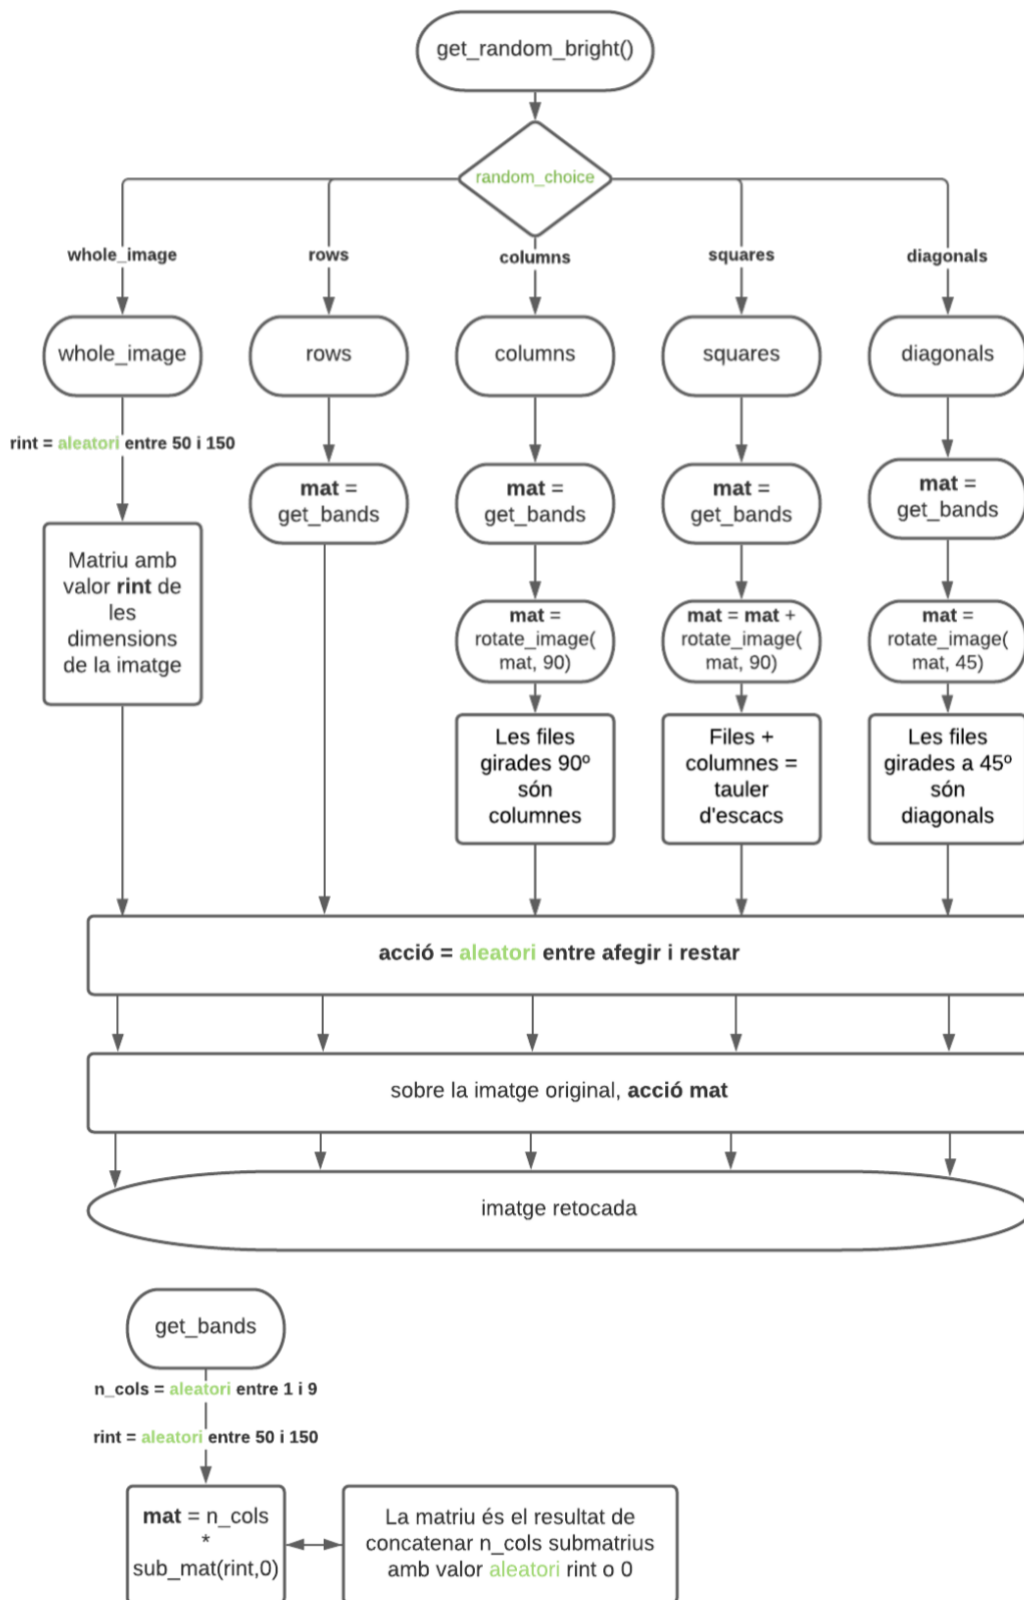 get_random_bright()
random_choice
whole_image
rows
columns
squares
diagonals
whole_image
rows
columns
squares
diagonals
rint = aleatori entre 50 i 150
mat =
get_bands
mat =
get_bands
mat =
get_bands
mat =
get_bands
Matriu amb
valor rint de
les
dimensions
de la imatge
mat =
rotate_image(
mat, 90)
mat = mat +
rotate_image(
mat, 90)
mat =
rotate_image(
mat, 45)
Les files
girades 90º
són
columnes
Files +
columnes =
tauler
d'escacs
Les files
girades a 45º
són
diagonals
acció = aleatori entre afegir i restar
sobre la imatge original, acció mat
imatge retocada
get_bands
n_cols = aleatori entre 1 i 9
rint = aleatori entre 50 i 150
mat = n_cols
*
sub_mat(rint,0)
La matriu és el resultat de
concatenar n_cols submatrius
amb valor aleatori rint o 0